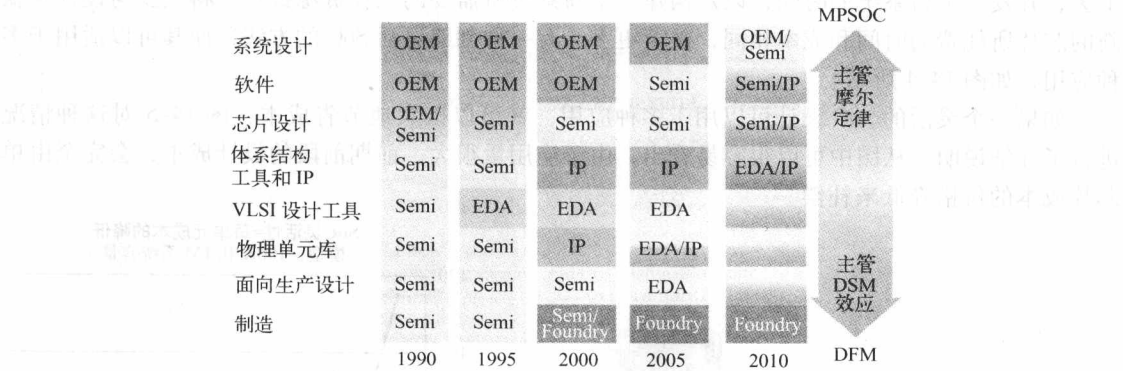 MPSOC
系统设计 OEM OEM OEM OEM OEM/
Semi
软件 OEM OEM OEM Semi Semi/IP
主管
摩尔
定律
芯片设计 OEM/
Semi Semi Semi Semi Semi/IP
体系结构
工具和 IP Semi Semi IP IP EDA/IP
VLSI 设计工具 Semi EDA EDA EDA
物理单元库 Semi Semi IP EDA/IP
面向生产设计 Semi Semi Semi EDA
主管
DSM
效应
制造 Semi Semi Semi/
Foundry Foundry Foundry
1990 1995 2000 2005 2010
DFM